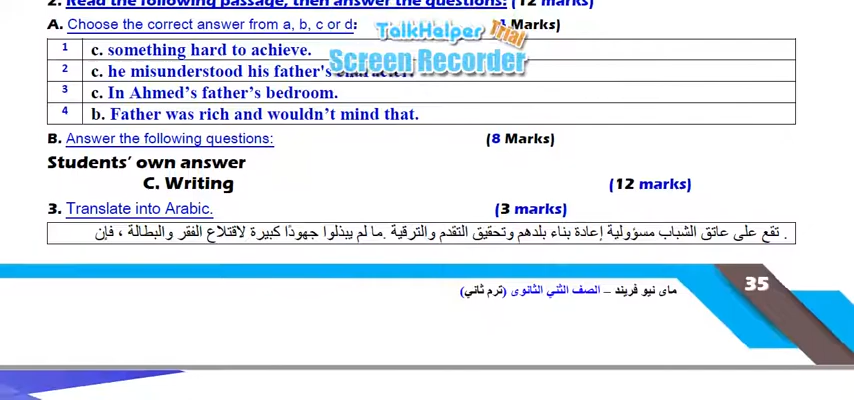 2. Read the following passage, then answer the questions: (12 marks)
A. Choose the correct answer from a, b, c or d: Marks)
TalkHelper Trial
Screen Recorder
1 c. something hard to achieve.
2 c. he misunderstood his father's character.
3 c. In Ahmed's father's bedroom.
4 b. Father was rich and wouldn't mind that.
B. Answer the following questions: (8 Marks)
Students' own answer
C. Writing (12 marks)
3. Translate into Arabic. (3 marks)
. تقع على عاتق الشباب مسؤولية إعادة بناء بلدهم وتحقيق التقدم والترقية .ما لم يبذلوا جهودًا كبيرة لاقتلاع الفقر والبطالة ، فإن
35
ماى نيو فريند – الصف الثني الثانوى (ترم ثاني)